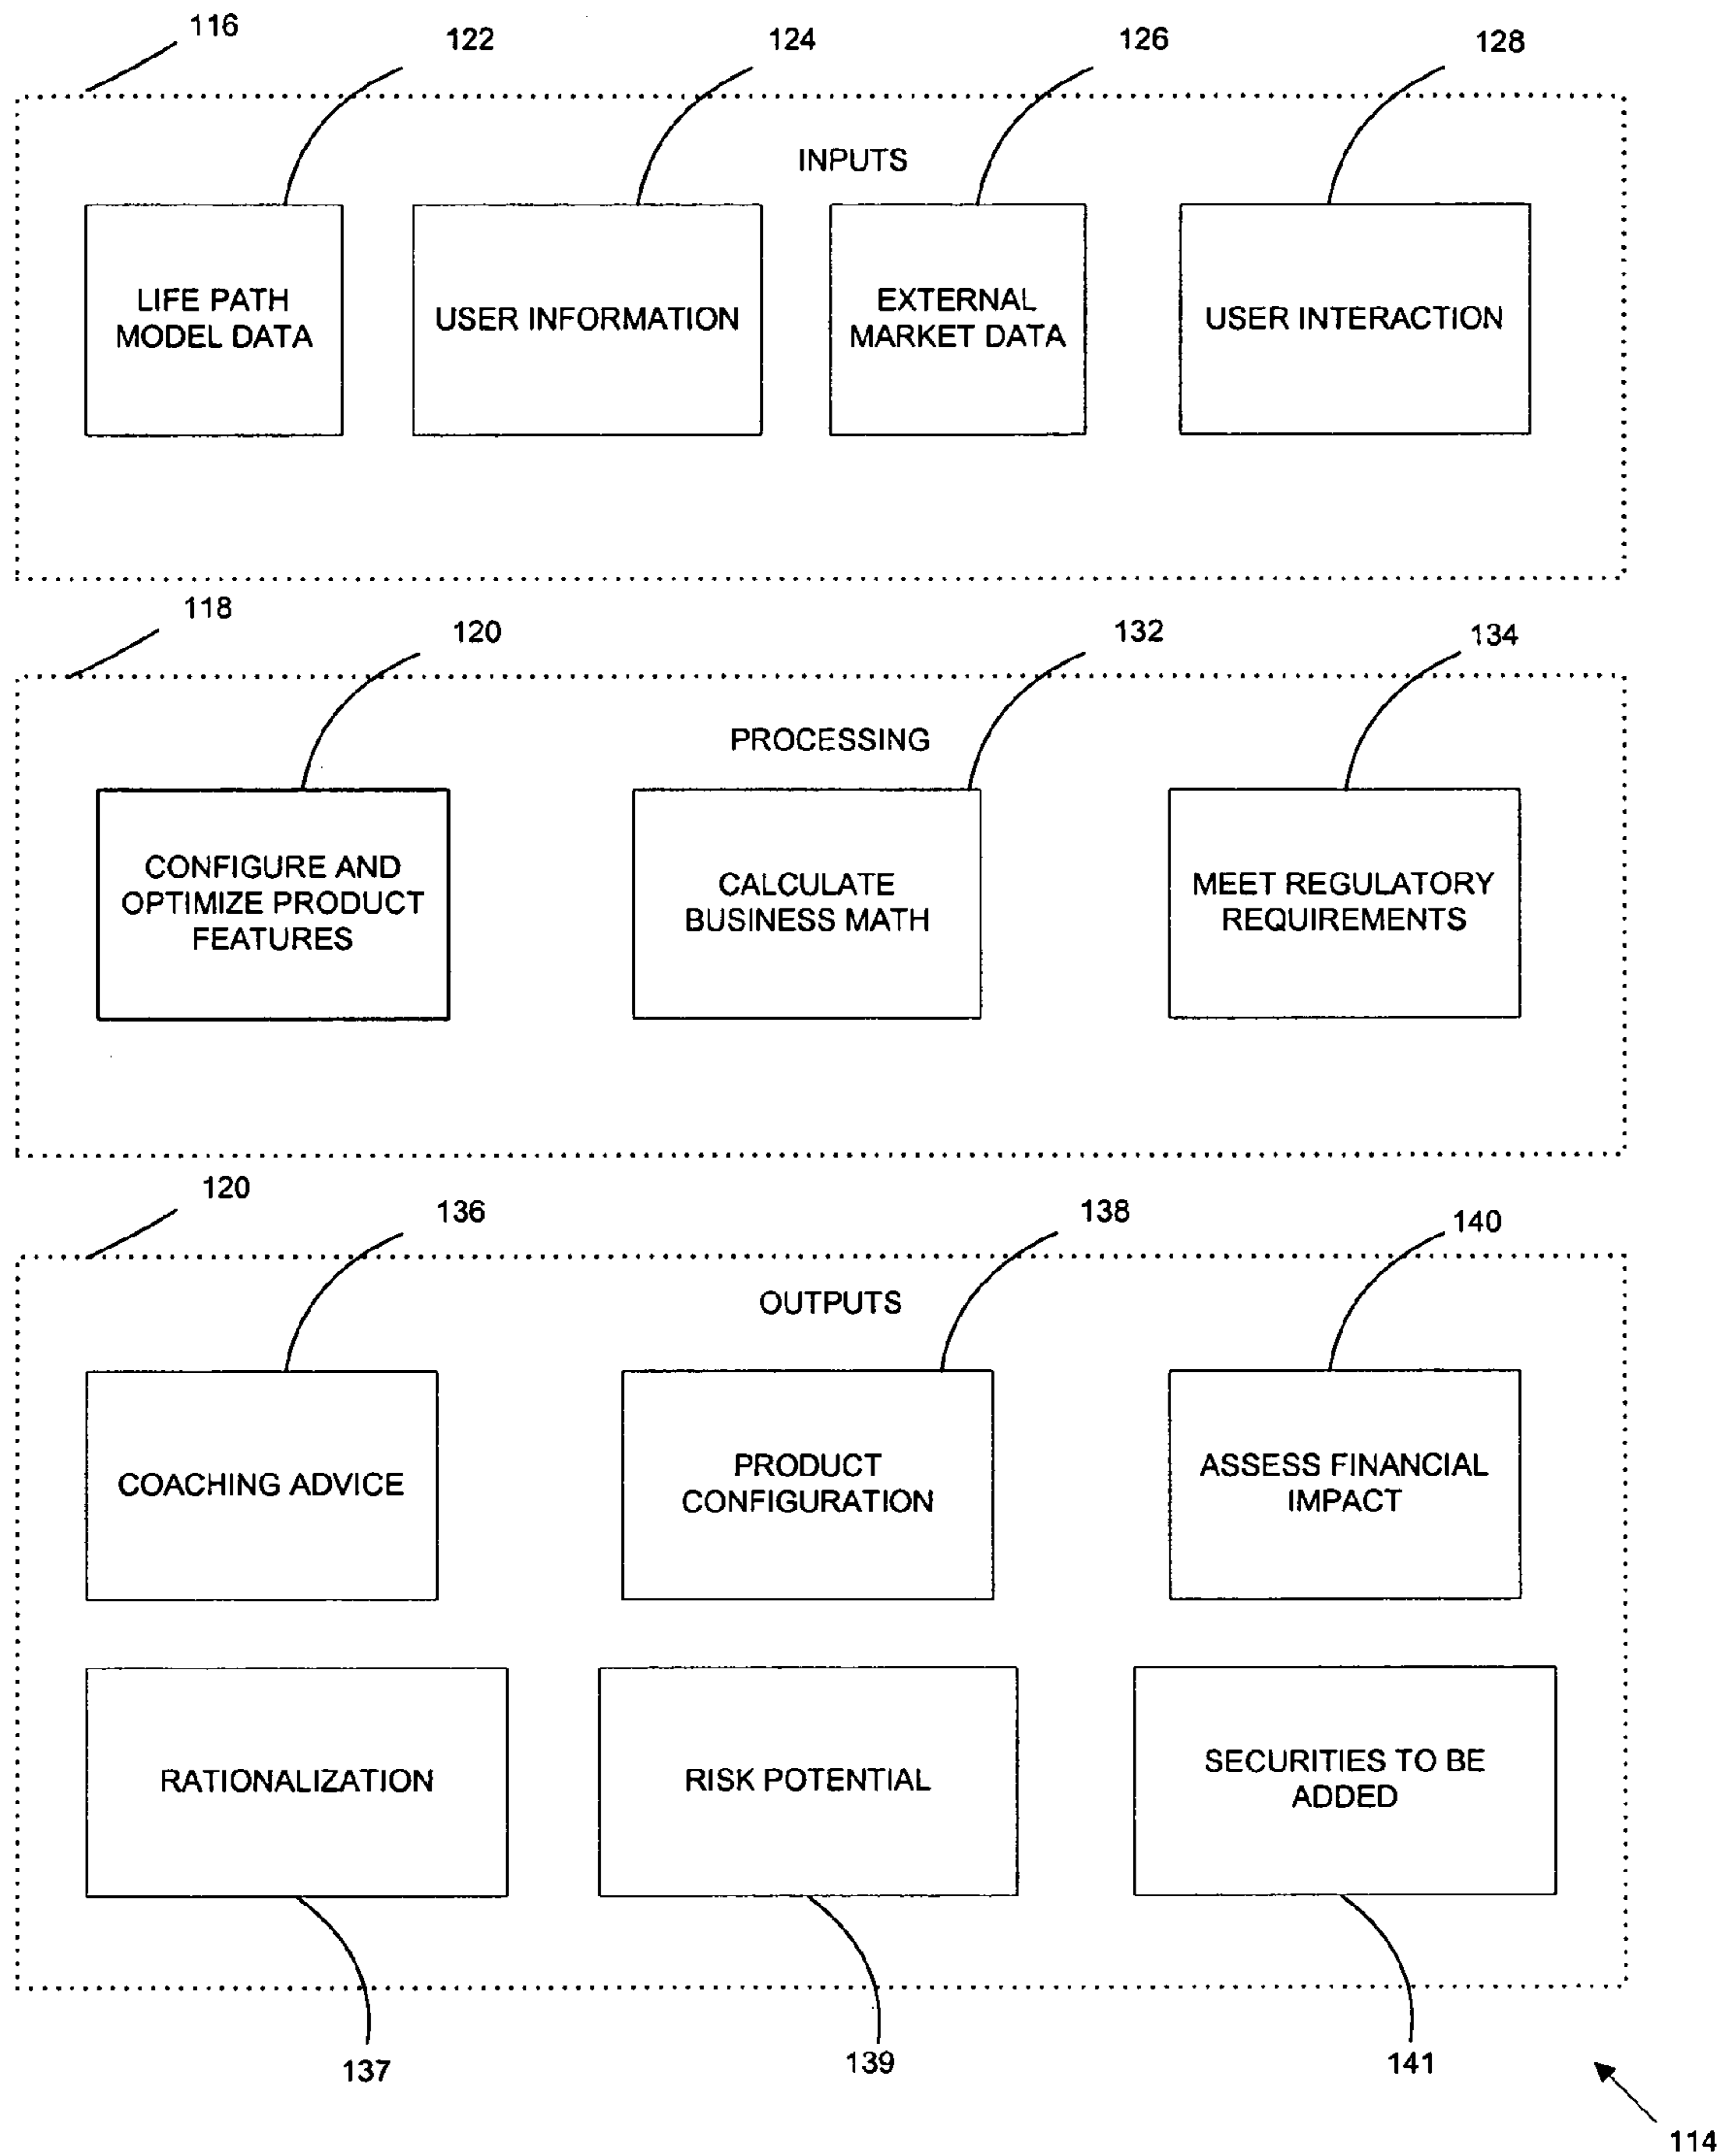 116
122
124
126
128
INPUTS
LIFE PATH
MODEL DATA
USER INFORMATION
EXTERNAL
MARKET DATA
USER INTERACTION
118
120
132
134
PROCESSING
CONFIGURE AND
OPTIMIZE PRODUCT
FEATURES
CALCULATE
BUSINESS MATH
MEET REGULATORY
REQUIREMENTS
120
136
138
140
OUTPUTS
COACHING ADVICE
PRODUCT
CONFIGURATION
ASSESS FINANCIAL
IMPACT
RATIONALIZATION
RISK POTENTIAL
SECURITIES TO BE
ADDED
137
139
141
114